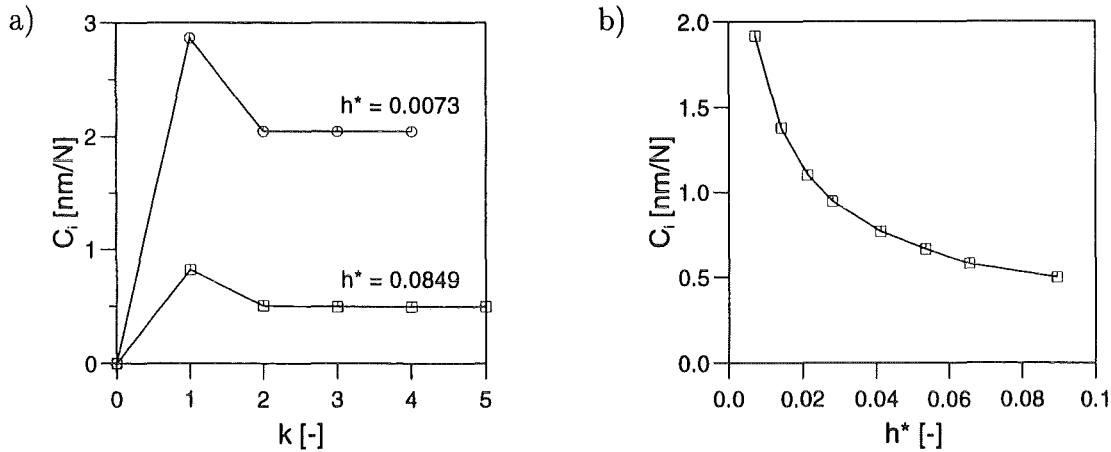 a)
C_i [nm/N]
3
2
1
0
h* = 0.0073
h* = 0.0849
0 1 2 3 4 5
k [-]
b)
C_i [nm/N]
2.0
1.5
1.0
0.5
0.0
0.0 0.02 0.04 0.06 0.08 0.1
h* [-]